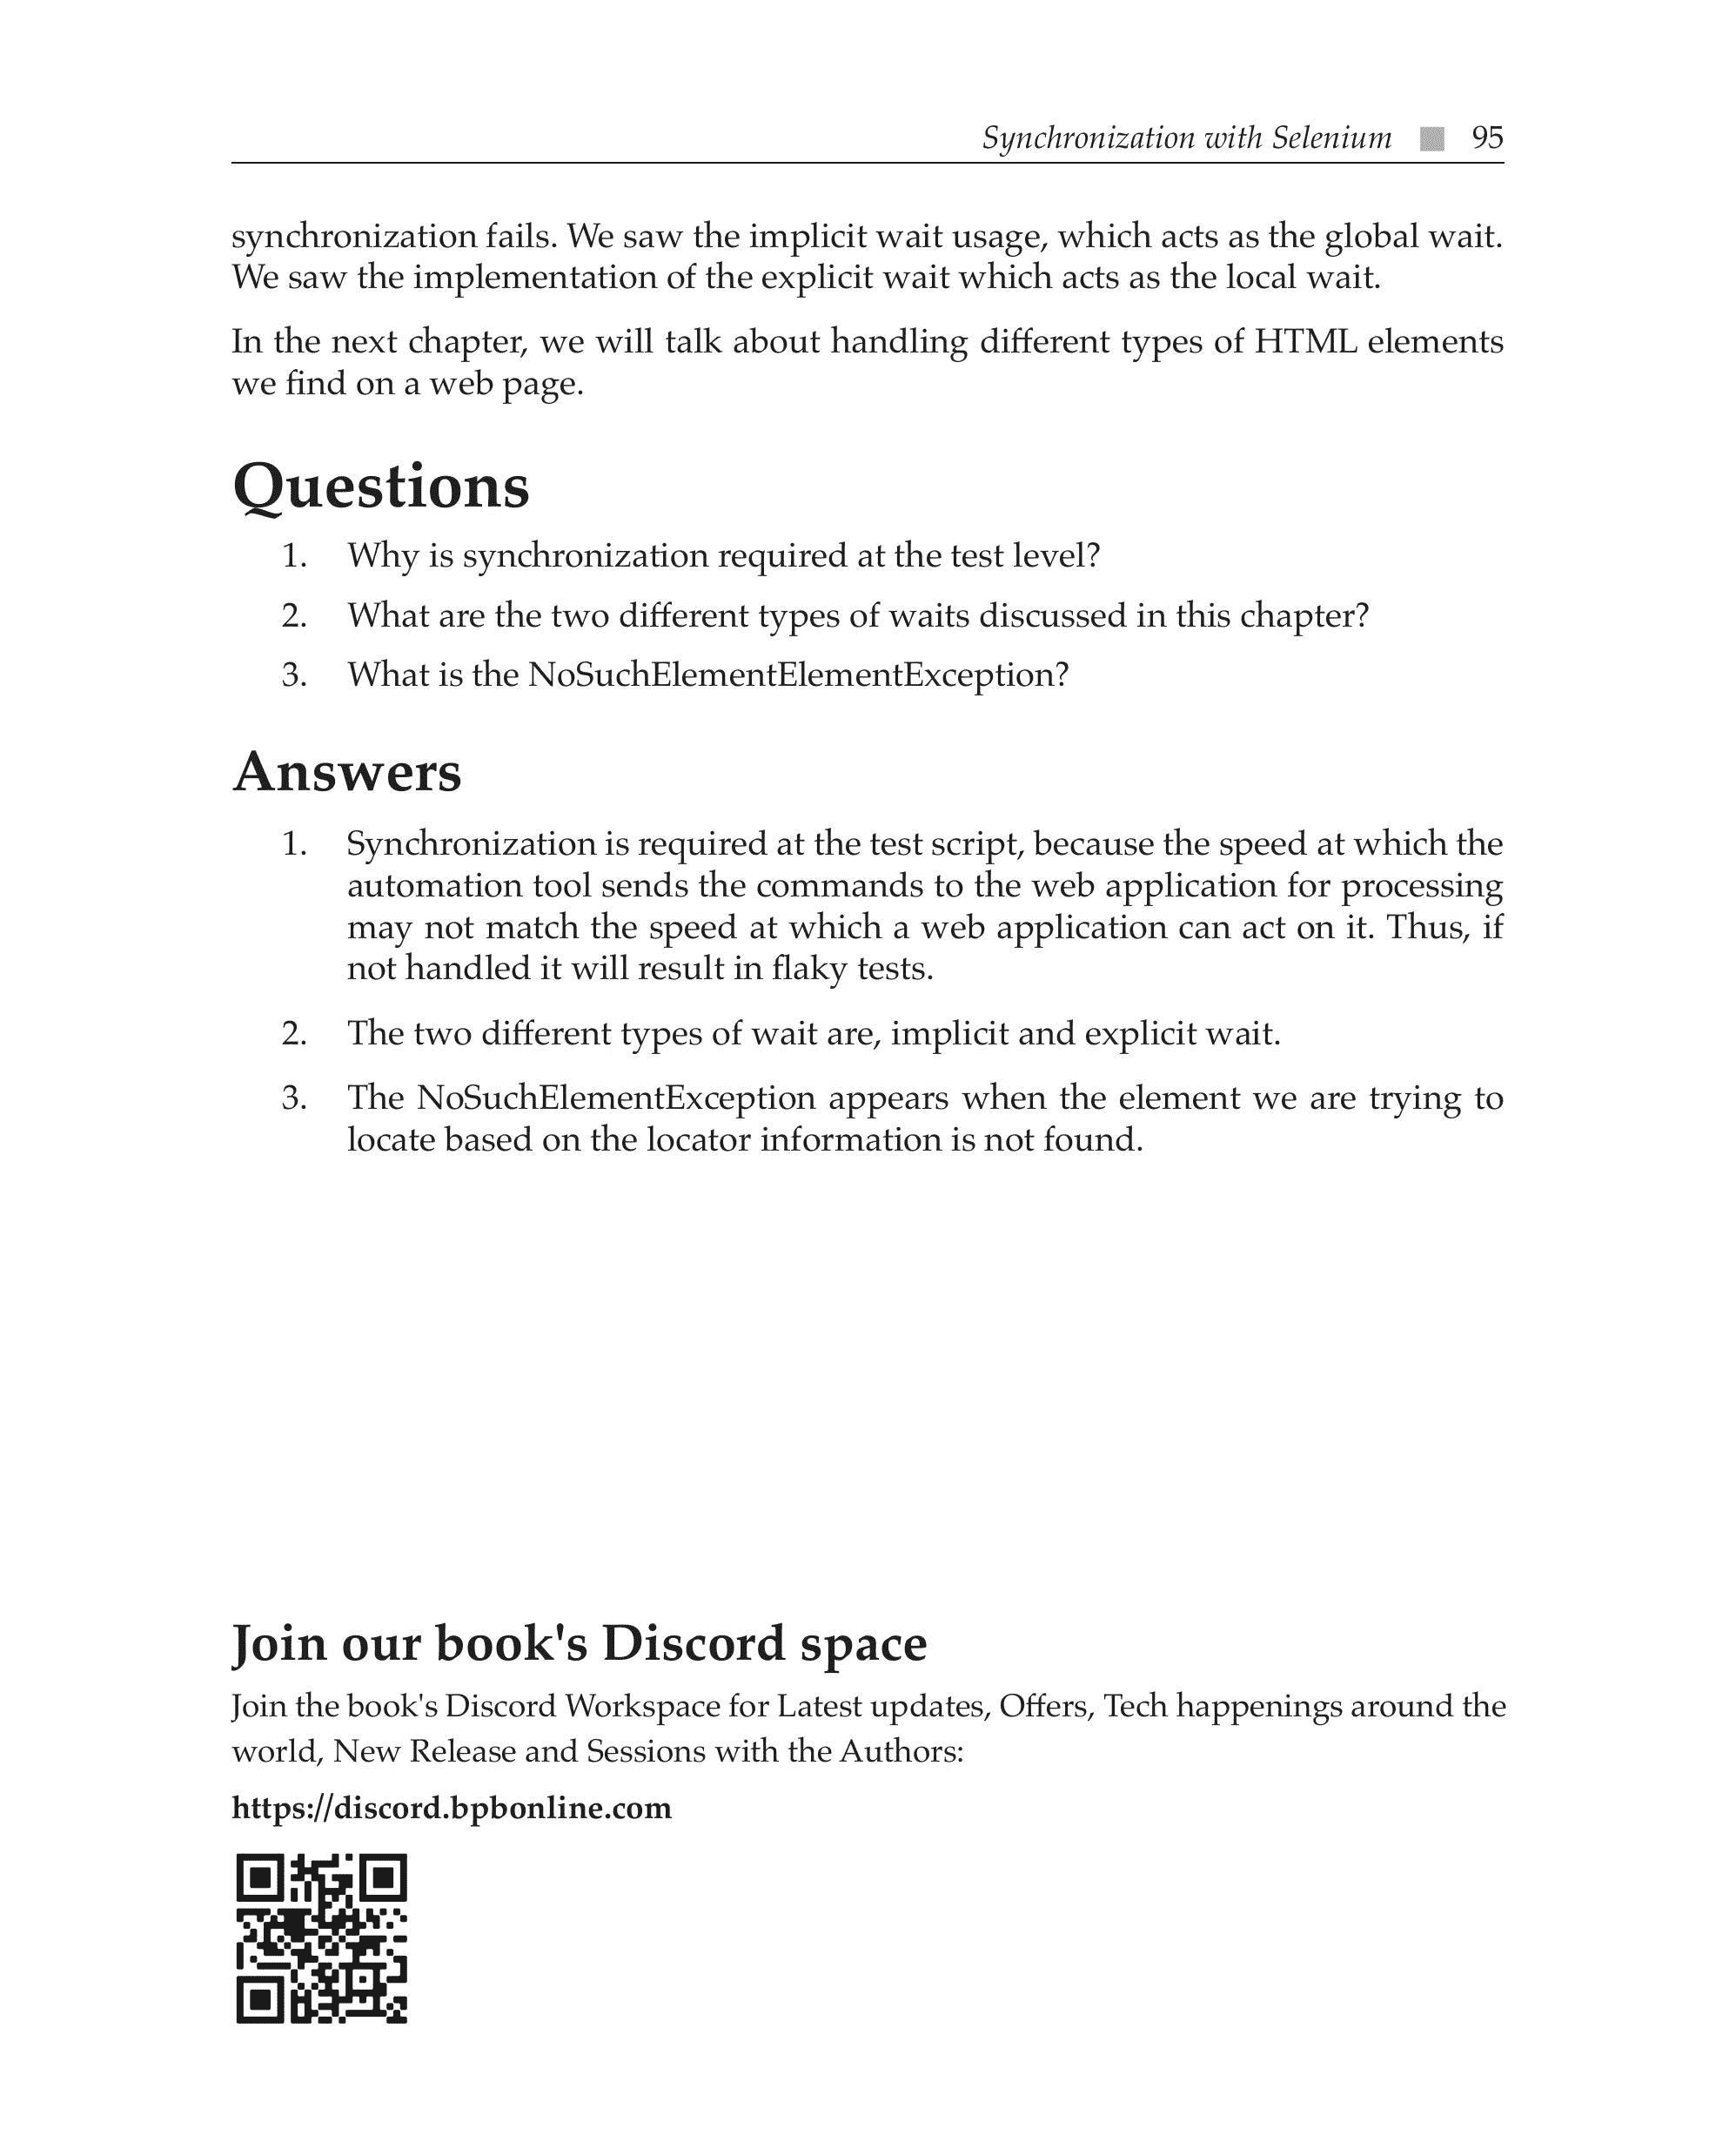 Synchronization with Selenium 95
synchronization fails. We saw the implicit wait usage, which acts as the global wait.
We saw the implementation of the explicit wait which acts as the local wait.
In the next chapter, we will talk about handling different types of HTML elements
we find on a web page.
Questions
1. Why is synchronization required at the test level?
2. What are the two different types of waits discussed in this chapter?
3. What is the NoSuchElementElementException?
Answers
1. Synchronization is required at the test script, because the speed at which the
automation tool sends the commands to the web application for processing
may not match the speed at which a web application can act on it. Thus, if
not handled it will result in flaky tests.
2. The two different types of wait are, implicit and explicit wait.
3. The NoSuchElementException appears when the element we are trying to
locate based on the locator information is not found.
Join our book's Discord space
Join the book's Discord Workspace for Latest updates, Offers, Tech happenings around the
world, New Release and Sessions with the Authors:
https://discord.bpbonline.com